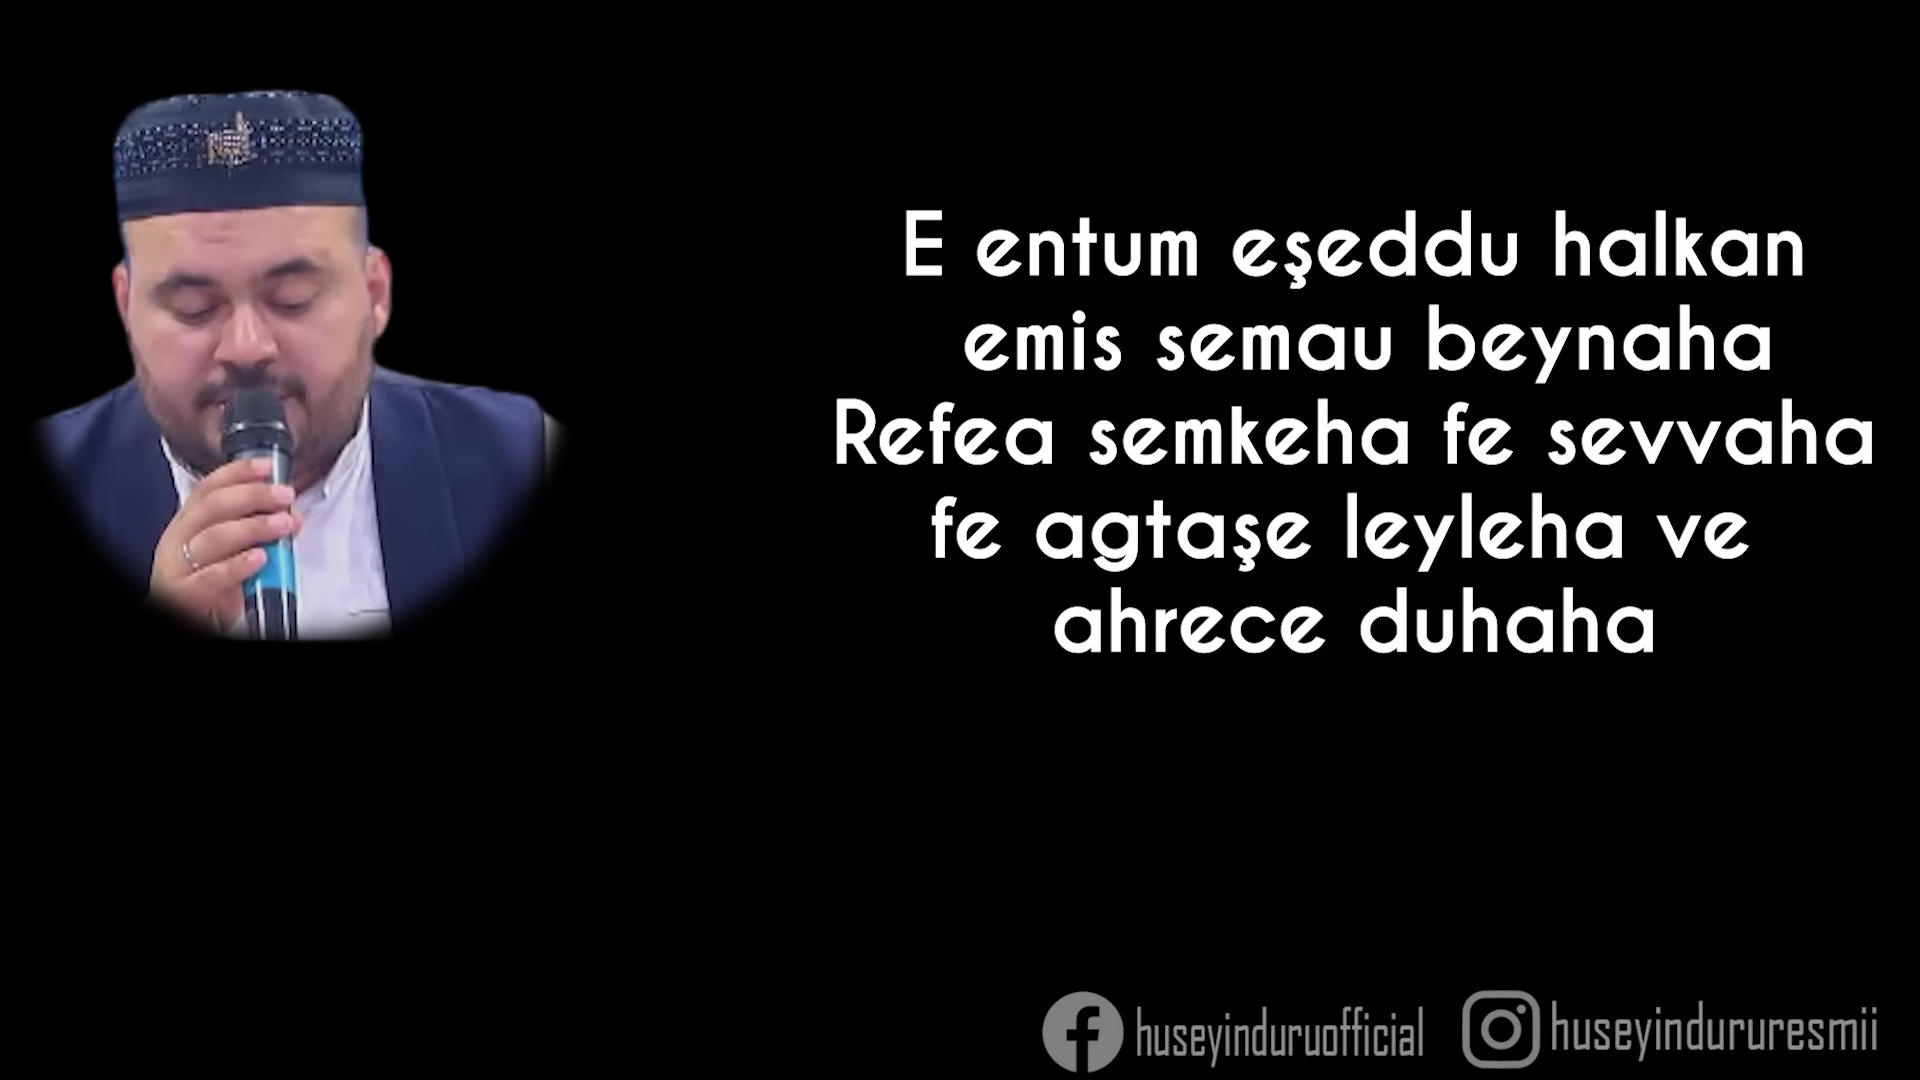 E entum eşeddu halkan
emis semau beynaha
Refea semkeha fe sevvaha
fe agtaşe leyleha ve
ahrece duhaha
huseyinduruofficial
huseyindururesmii